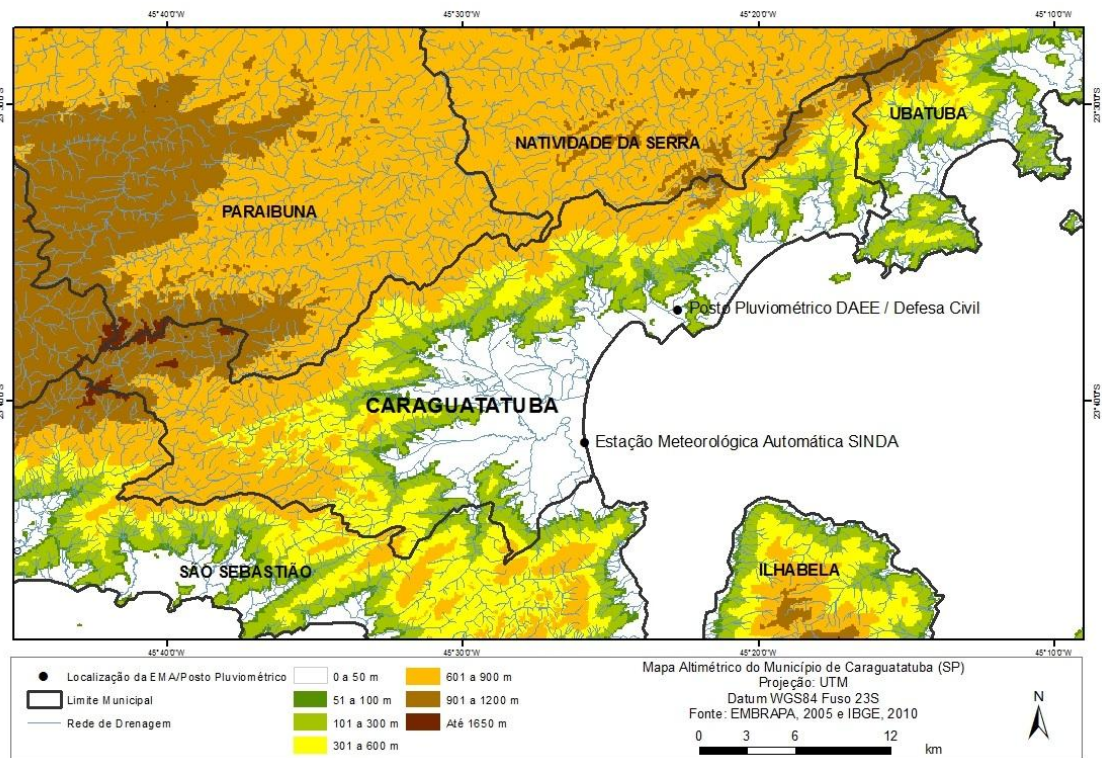 45°40'0"W
45°30'0"W
45°20'0"W
45°10'0"W
UBATUBA
NATIVIDADE DA SERRA
PARAIBUNA
Posto Pluviométrico DAEE / Defesa Civil
CARAGUATATUBA
Estação Meteorológica Automática SINDA
SÃO SEBASTIÃO
ILHABELA
45°40'0"W
45°30'0"W
45°20'0"W
45°10'0"W
Localização da EMA/Posto Pluviométrico
Limite Municipal
Rede de Drenagem
0 a 50 m
51 a 100 m
101 a 300 m
301 a 600 m
601 a 900 m
901 a 1200 m
Até 1650 m
Mapa Altimétrico do Município de Caraguatatuba (SP)
Projeção: UTM
Datum WGS84 Fuso 23S
Fonte: EMBRAPA, 2005 e IBGE, 2010
0 3 6 12
km
N